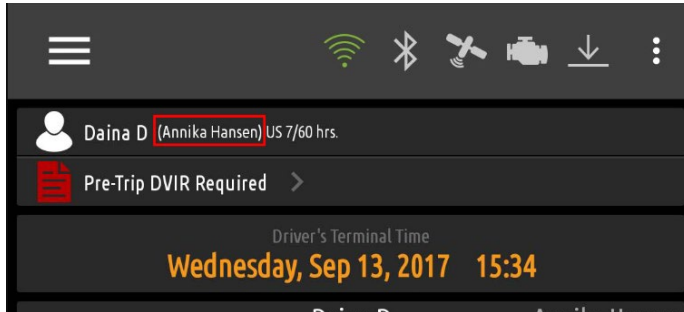 Daina D (Annika Hansen) US 7/60 hrs.
Pre-Trip DVIR Required
Driver's Terminal Time
Wednesday, Sep 13, 2017 15:34